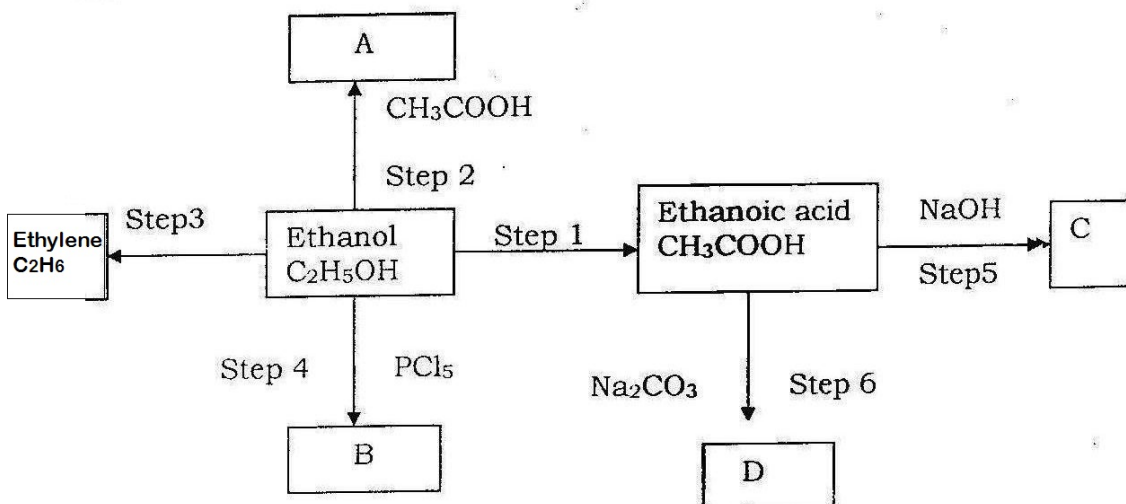 A
CH₃COOH
Step 2
Step3
Ethylene
C₂H₆
Ethanol
C₂H₅OH
Step 1
Ethanoic acid
CH₃COOH
NaOH
Step5
C
Step 4
PCl₅
Na₂CO₃
Step 6
B
D